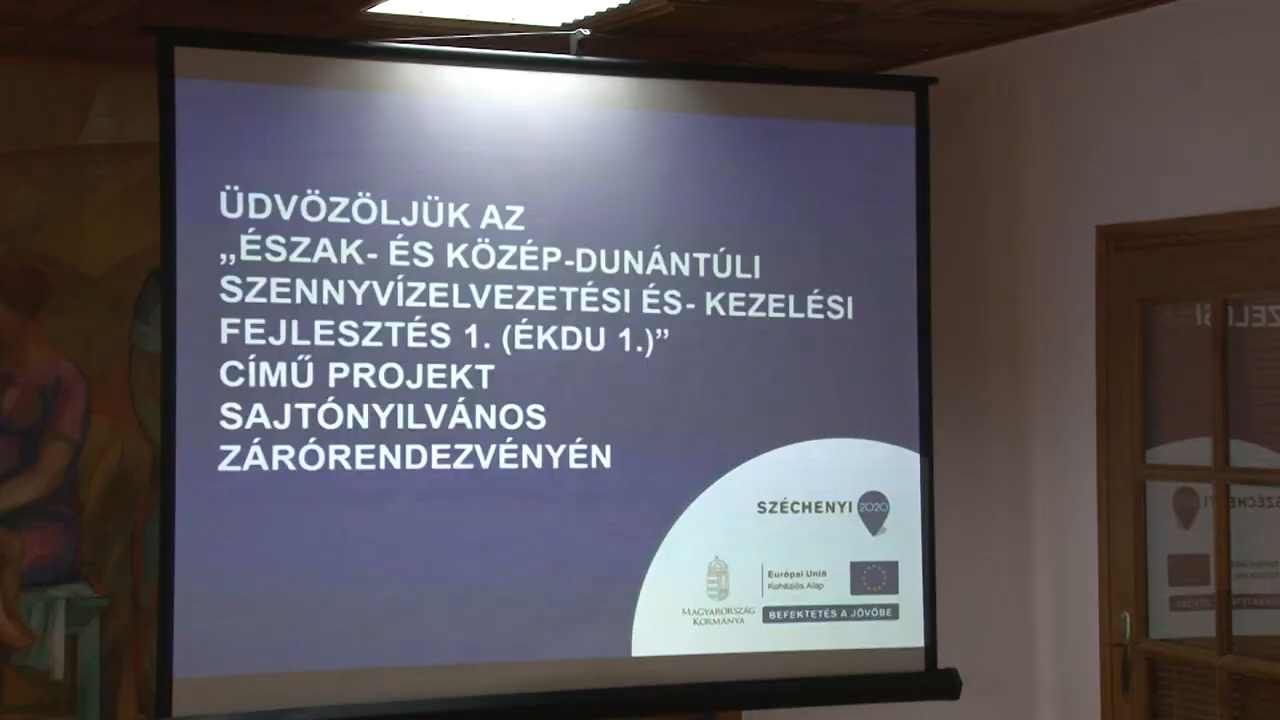 ÜDVÖZÖLJÜK AZ
„ÉSZAK- ÉS KÖZÉP-DUNÁNTÚLI
SZENNYVÍZELVEZETÉSI ÉS- KEZELÉSI
FEJLESZTÉS 1. (ÉKDU 1.)”
CÍMŰ PROJEKT
SAJTÓNYILVÁNOS
ZÁRÓRENDEZVÉNYÉN
SZÉCHENYI 2020
MAGYARORSZÁG
KORMÁNYA
Európai Unió
Kohéziós Alap
BEFEKTETÉS A JÖVŐBE